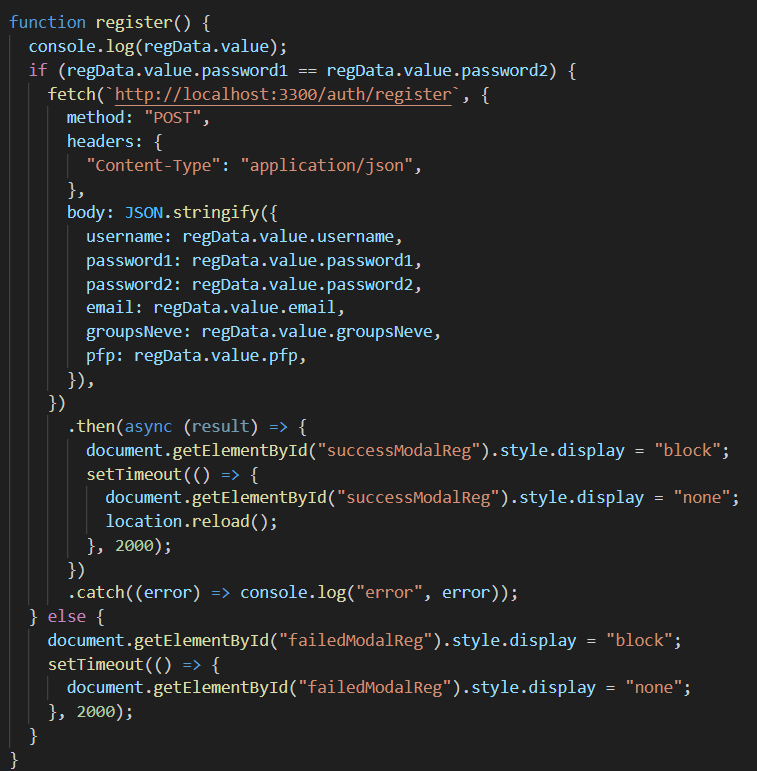 function register() {
  console.log(regData.value);
  if (regData.value.password1 == regData.value.password2) {
    fetch(`http://localhost:3300/auth/register`, {
      method: "POST",
      headers: {
        "Content-Type": "application/json",
      },
      body: JSON.stringify({
        username: regData.value.username,
        password1: regData.value.password1,
        password2: regData.value.password2,
        email: regData.value.email,
        groupsNeve: regData.value.groupsNeve,
        pfp: regData.value.pfp,
      }),
    })
      .then(async (result) => {
        document.getElementById("successModalReg").style.display = "block";
        setTimeout(() => {
          document.getElementById("successModalReg").style.display = "none";
          location.reload();
        }, 2000);
      })
      .catch((error) => console.log("error", error));
  } else {
    document.getElementById("failedModalReg").style.display = "block";
    setTimeout(() => {
      document.getElementById("failedModalReg").style.display = "none";
    }, 2000);
  }
}